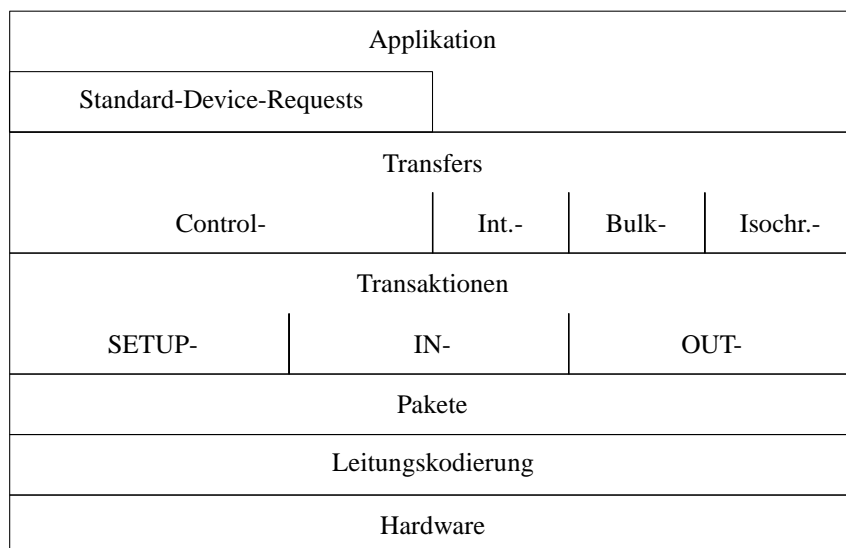 Applikation
Standard-Device-Requests
Transfers
Control- Int.- Bulk- Isochr.-
Transaktionen
SETUP- IN- OUT-
Pakete
Leitungskodierung
Hardware